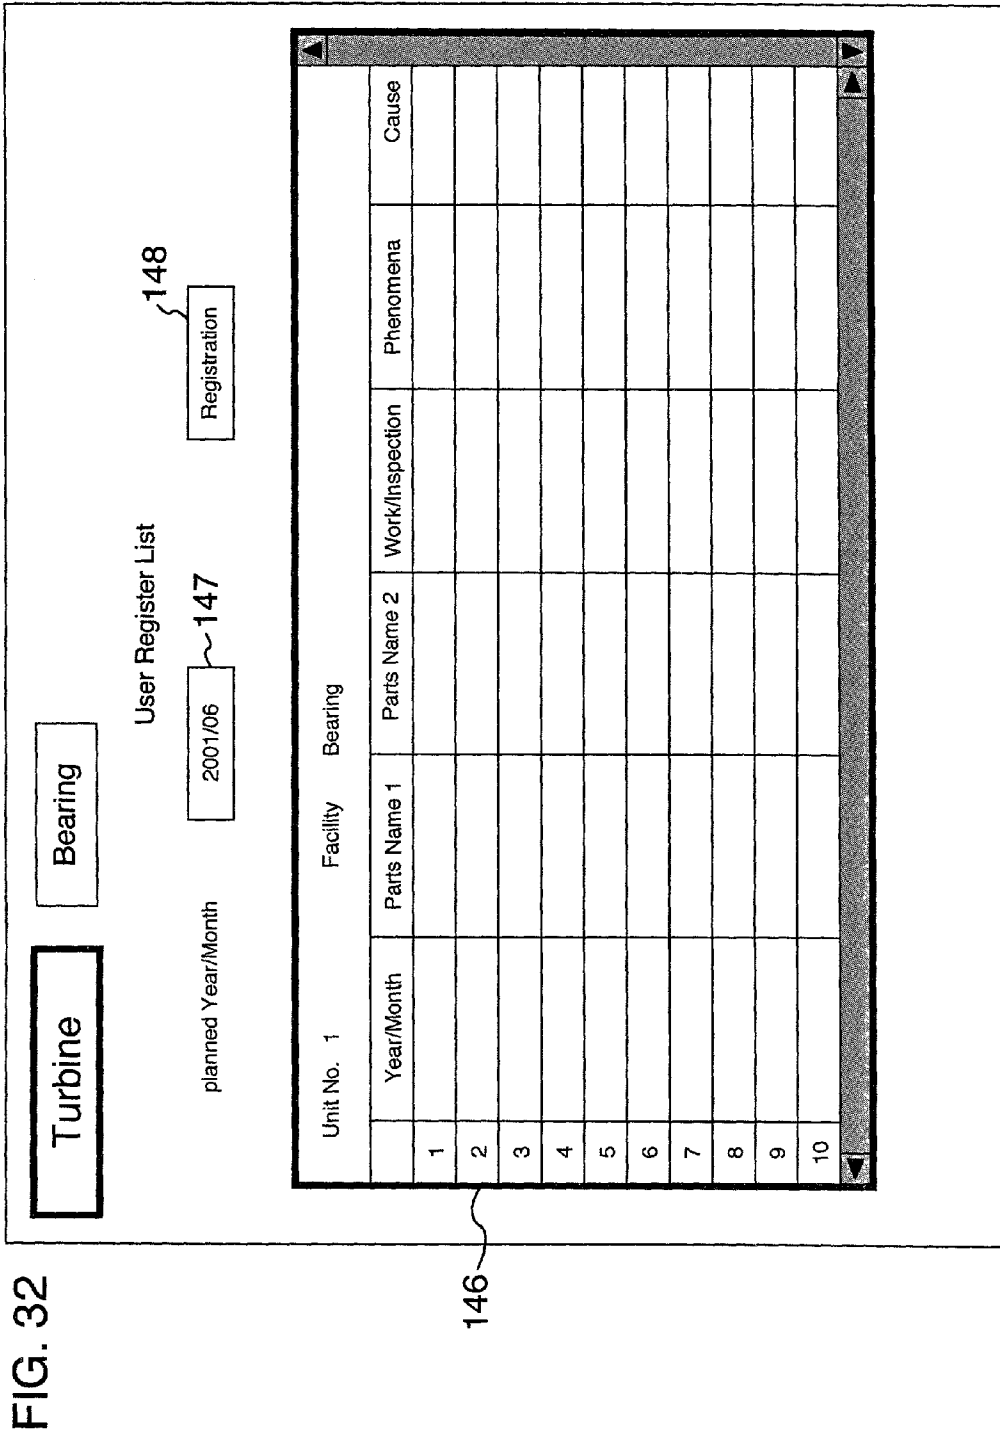 FIG. 32
Turbine Bearing
User Register List
148
planned Year/Month 2001/06 147 Registration
Unit No. 1 Facility Bearing
Year/Month Parts Name 1 Parts Name 2 Work/Inspection Phenomena Cause
1
2
3
4
5
6
7
8
9
10
146